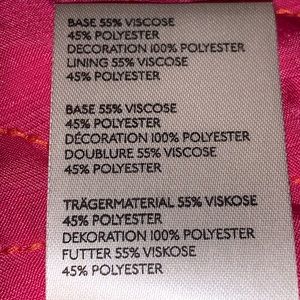 BASE 55% VISCOSE
45% POLYESTER
DECORATION 100% POLYESTER
LINING 55% VISCOSE
45% POLYESTER
BASE 55% VISCOSE
45% POLYESTER
DÉCORATION 100% POLYESTER
DOUBLURE 55% VISCOSE
45% POLYESTER
TRÄGERMATERIAL 55% VISKOSE
45% POLYESTER
DEKORATION 100% POLYESTER
FUTTER 55% VISKOSE
45% POLYESTER